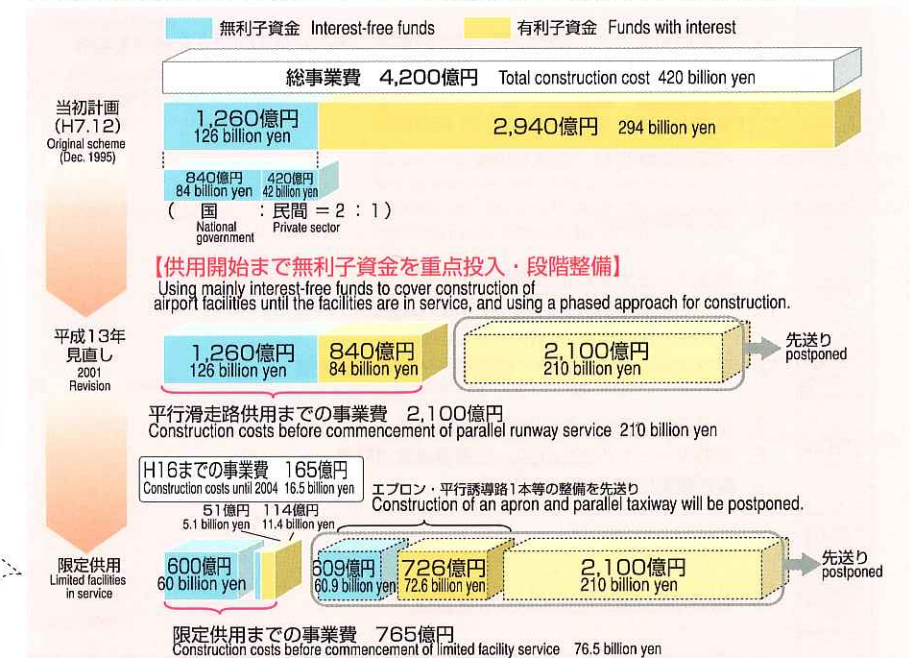 無利子資金 Interest-free funds 有利子資金 Funds with interest
総事業費 4,200億円 Total construction cost 420 billion yen
当初計画
(H7.12)
Original scheme
(Dec. 1995)
1,260億円
126 billion yen
2,940億円 294 billion yen
840億円
84 billion yen
420億円
42 billion yen
( 国 : 民間 = 2 : 1 )
National
government
Private sector
【供用開始まで無利子資金を重点投入・段階整備】
Using mainly interest-free funds to cover construction of
airport facilities until the facilities are in service, and using a phased approach for construction.
平成13年
見直し
2001
Revision
1,260億円
126 billion yen
840億円
84 billion yen
2,100億円
210 billion yen
先送り
postponed
平行滑走路供用までの事業費 2,100億円
Construction costs before commencement of parallel runway service 210 billion yen
H16までの事業費 165億円
Construction costs until 2004 16.5 billion yen
51億円
5.1 billion yen
114億円
11.4 billion yen
エプロン・平行誘導路1本等の整備を先送り
Construction of an apron and parallel taxiway will be postponed.
限定供用
Limited facilities
in service
600億円
60 billion yen
609億円
60.9 billion yen
726億円
72.6 billion yen
2,100億円
210 billion yen
先送り
postponed
限定供用までの事業費 765億円
Construction costs before commencement of limited facility service 76.5 billion yen